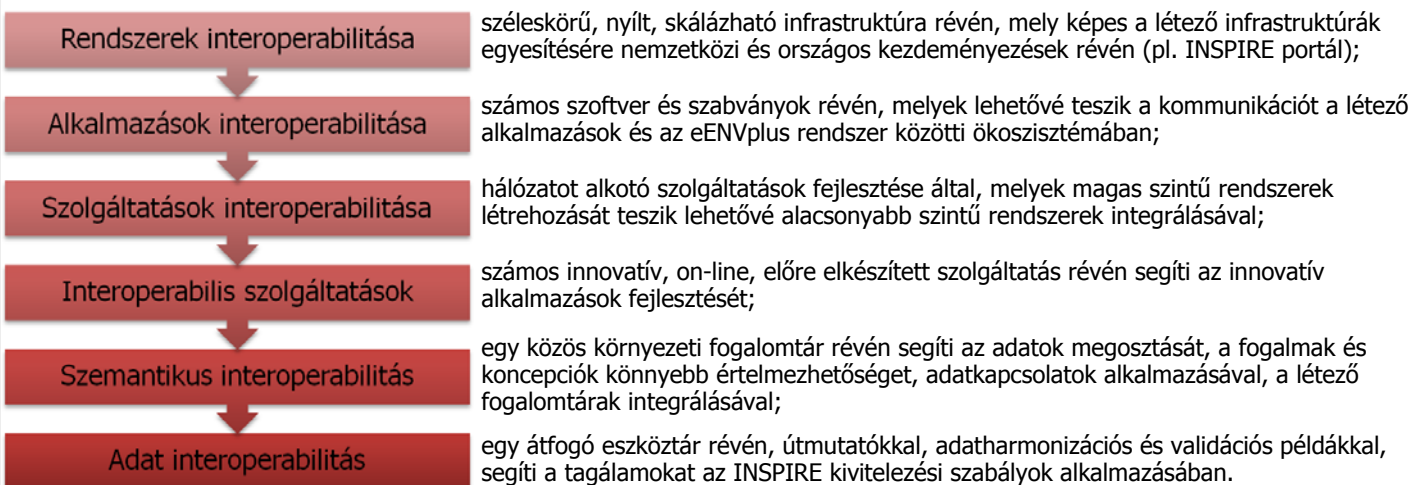 Rendszerek interoperabilitása
széleskörű, nyílt, skálázható infrastruktúra révén, mely képes a létező infrastruktúrák
egyesítésére nemzetközi és országos kezdeményezések révén (pl. INSPIRE portál);
Alkalmazások interoperabilitása
számos szoftver és szabványok révén, melyek lehetővé teszik a kommunikációt a létező
alkalmazások és az eENVplus rendszer közötti ökoszisztémában;
Szolgáltatások interoperabilitása
hálózatot alkotó szolgáltatások fejlesztése által, melyek magas szintű rendszerek
létrehozását teszik lehetővé alacsonyabb szintű rendszerek integrálásával;
Interoperabilis szolgáltatások
számos innovatív, on-line, előre elkészített szolgáltatás révén segíti az innovatív
alkalmazások fejlesztését;
Szemantikus interoperabilitás
egy közös környezeti fogalomtár révén segíti az adatok megosztását, a fogalmak és
koncepciók könnyebb értelmezhetőséget, adatkapcsolatok alkalmazásával, a létező
fogalomtárak integrálásával;
Adat interoperabilitás
egy átfogó eszköztár révén, útmutatókkal, adatharmonizációs és validációs példákkal,
segíti a tagálamokat az INSPIRE kivitelezési szabályok alkalmazásában.